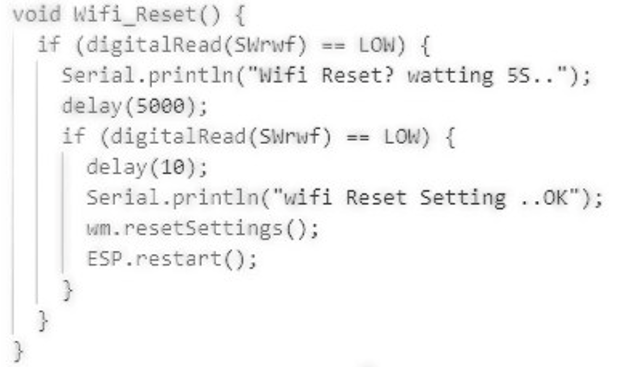 void Wifi_Reset() {
if (digitalRead(SWrwf) == LOW) {
Serial.println("Wifi Reset? watting 5S..");
delay(5000);
if (digitalRead(SWrwf) == LOW) {
delay(10);
Serial.println("wifi Reset Setting ..OK");
wm.resetSettings();
ESP.restart();
}
}
}